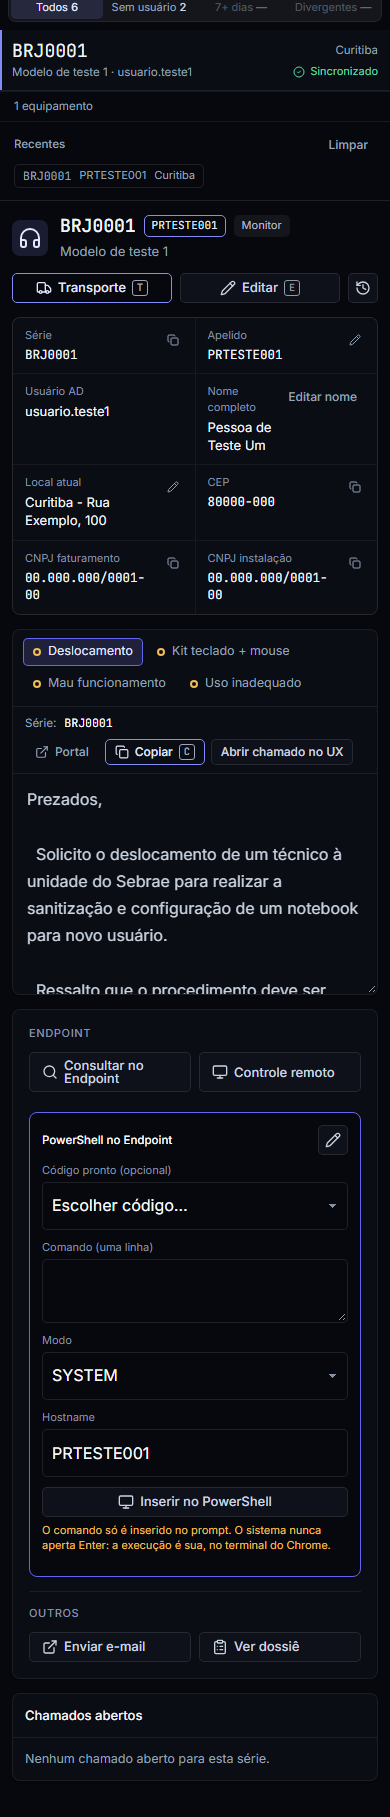 Todos 6 Sem usuário 2 7+ dias — Divergentes —
BRJ0001 Curitiba
Modelo de teste 1 · usuario.teste1 Sincronizado
1 equipamento
Recentes Limpar
BRJ0001 PRTESTE001 Curitiba
BRJ0001 PRTESTE001 Monitor
Modelo de teste 1
Transporte T Editar E
Série
BRJ0001
Apelido
PRTESTE001
Usuário AD
usuario.teste1
Nome
completo
Editar nome
Pessoa de
Teste Um
Local atual
Curitiba - Rua
Exemplo, 100
CEP
80000-000
CNPJ faturamento
00.000.000/0001-
00
CNPJ instalação
00.000.000/0001-
00
Deslocamento Kit teclado + mouse
Mau funcionamento Uso inadequado
Série: BRJ0001
Portal Copiar C Abrir chamado no UX
Prezados,
Solicito o deslocamento de um técnico à
unidade do Sebrae para realizar a
sanitização e configuração de um notebook
para novo usuário.
Ressalto que o procedimento deve ser
ENDPOINT
Consultar no
Endpoint
Controle remoto
PowerShell no Endpoint
Código pronto (opcional)
Escolher código...
Comando (uma linha)
Modo
SYSTEM
Hostname
PRTESTE001
Inserir no PowerShell
O comando só é inserido no prompt. O sistema nunca
aperta Enter: a execução é sua, no terminal do Chrome.
OUTROS
Enviar e-mail Ver dossiê
Chamados abertos
Nenhum chamado aberto para esta série.